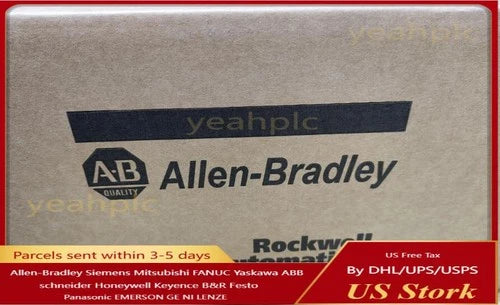 yeahplc
yeahplc
A-B
QUALITY
Allen-Bradley
yeahplc
Rockwell
Automation
Parcels sent within 3-5 days
Allen-Bradley Siemens Mitsubishi FANUC Yaskawa ABB
schneider Honeywell Keyence B&R Festo
Panasonic EMERSON GE NI LENZE
US Free Tax
By DHL/UPS/USPS
US Stork